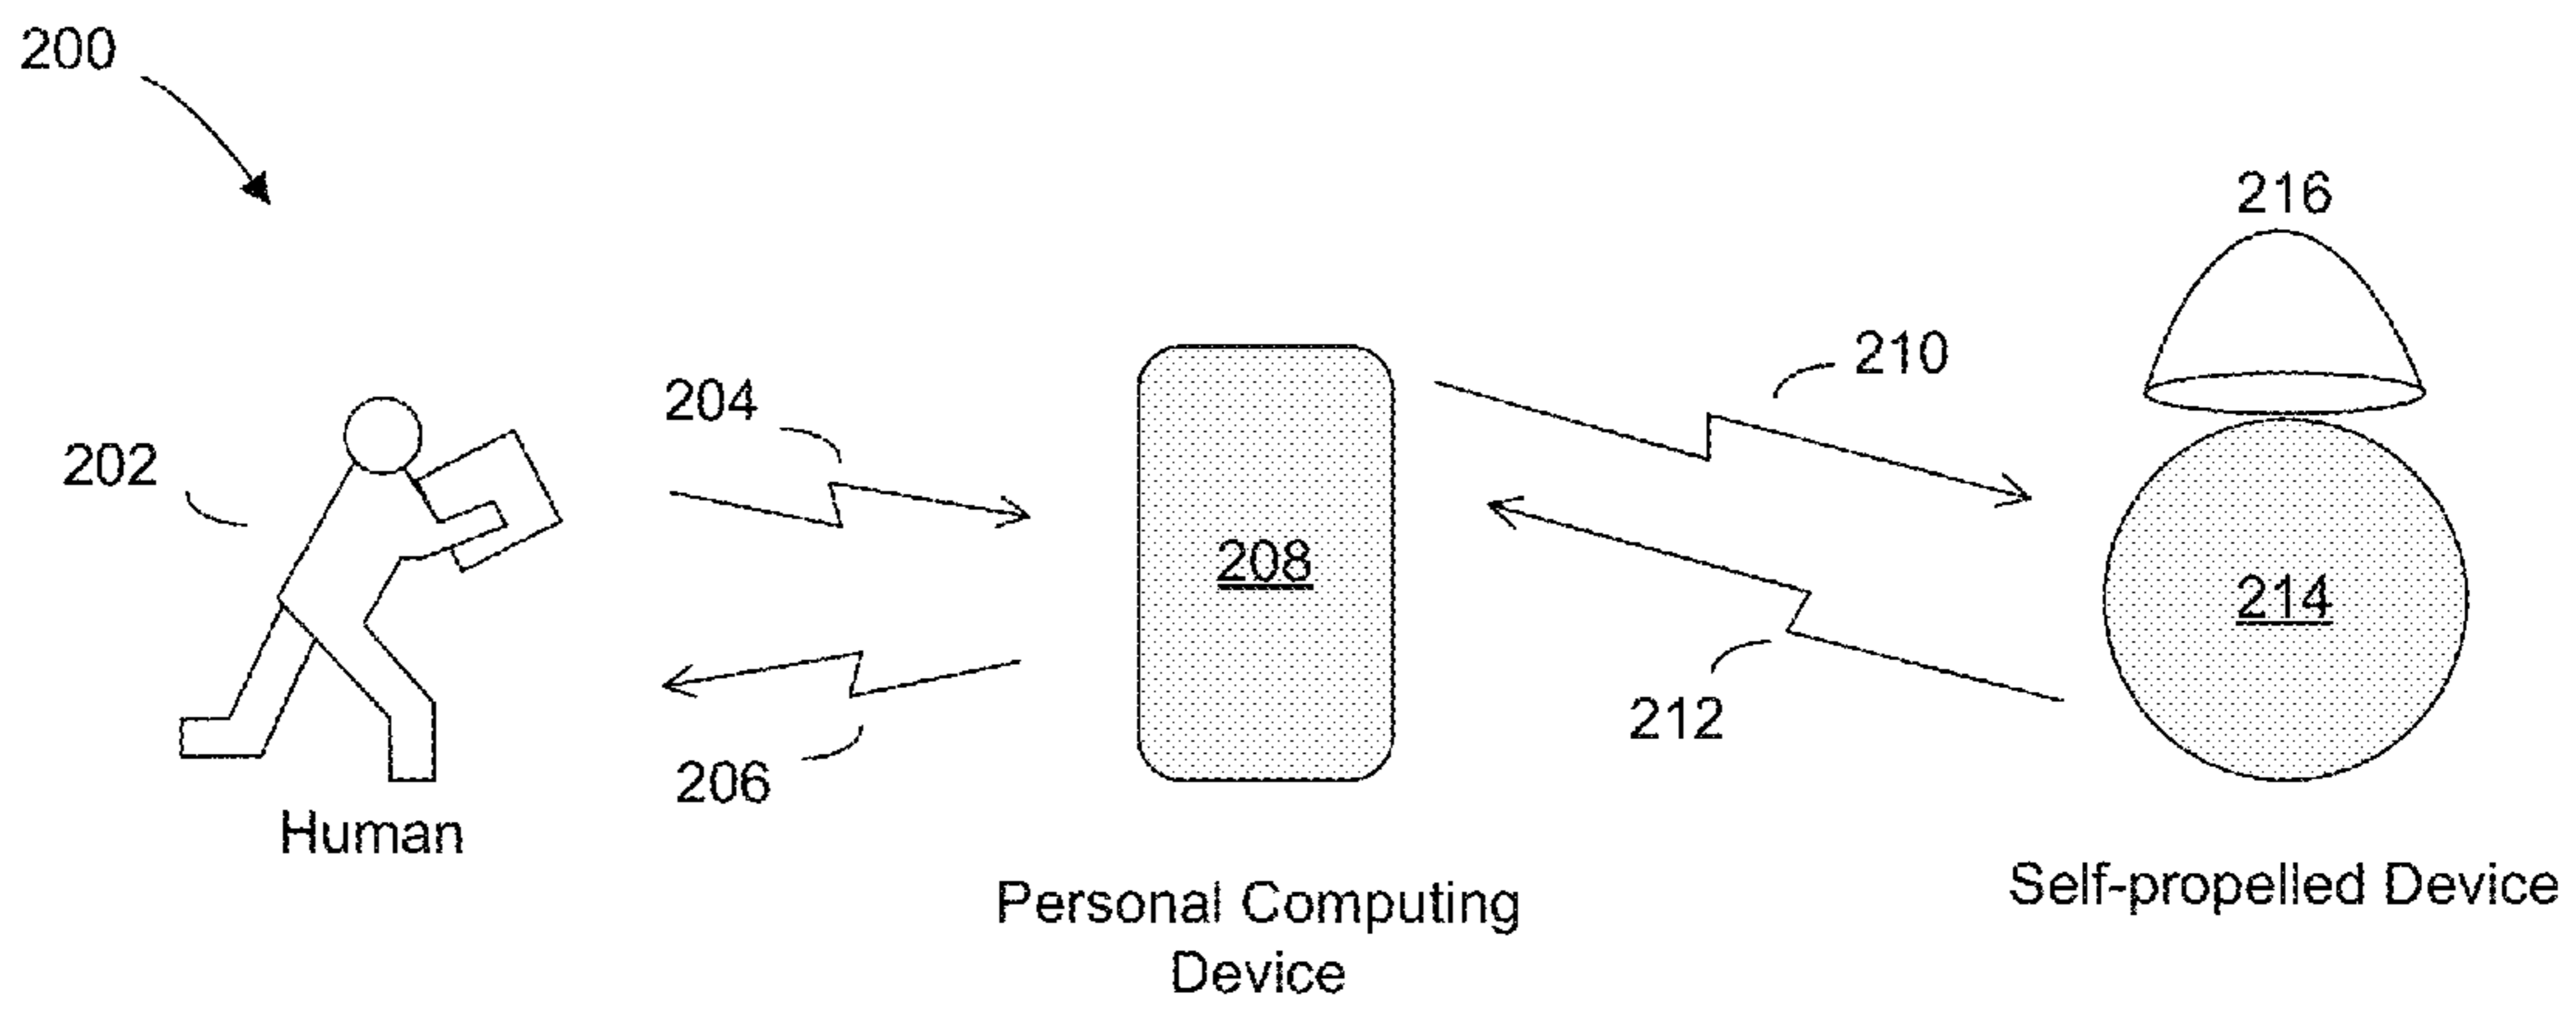 200
216
210
204
202
208
214
212
206
Human
Self-propelled Device
Personal Computing
Device